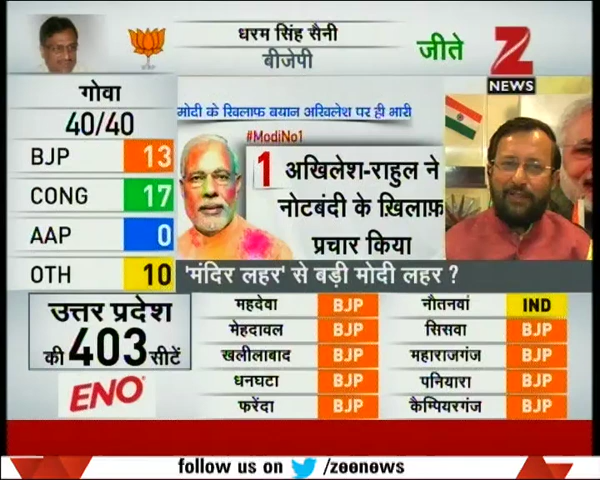 धरम सिंह सैनी
बीजेपी
जीते
Z
NEWS
गोवा
40/40
BJP 13
CONG 17
AAP 0
OTH 10
मोदी के खिलाफ बयान अखिलेश पर ही भारी
#ModiNo1
1 अखिलेश-राहुल ने
नोटबंदी के ख़िलाफ़
प्रचार किया
'मंदिर लहर' से बड़ी मोदी लहर ?
उत्तर प्रदेश
की 403 सीटें
ENO
महदेवा BJP
मेहदावल BJP
खलीलाबाद BJP
धनघटा BJP
फरेंदा BJP
नौतनवां IND
सिसवा BJP
महाराजगंज BJP
पनियारा BJP
कैम्पियरगंज BJP
follow us on /zeenews